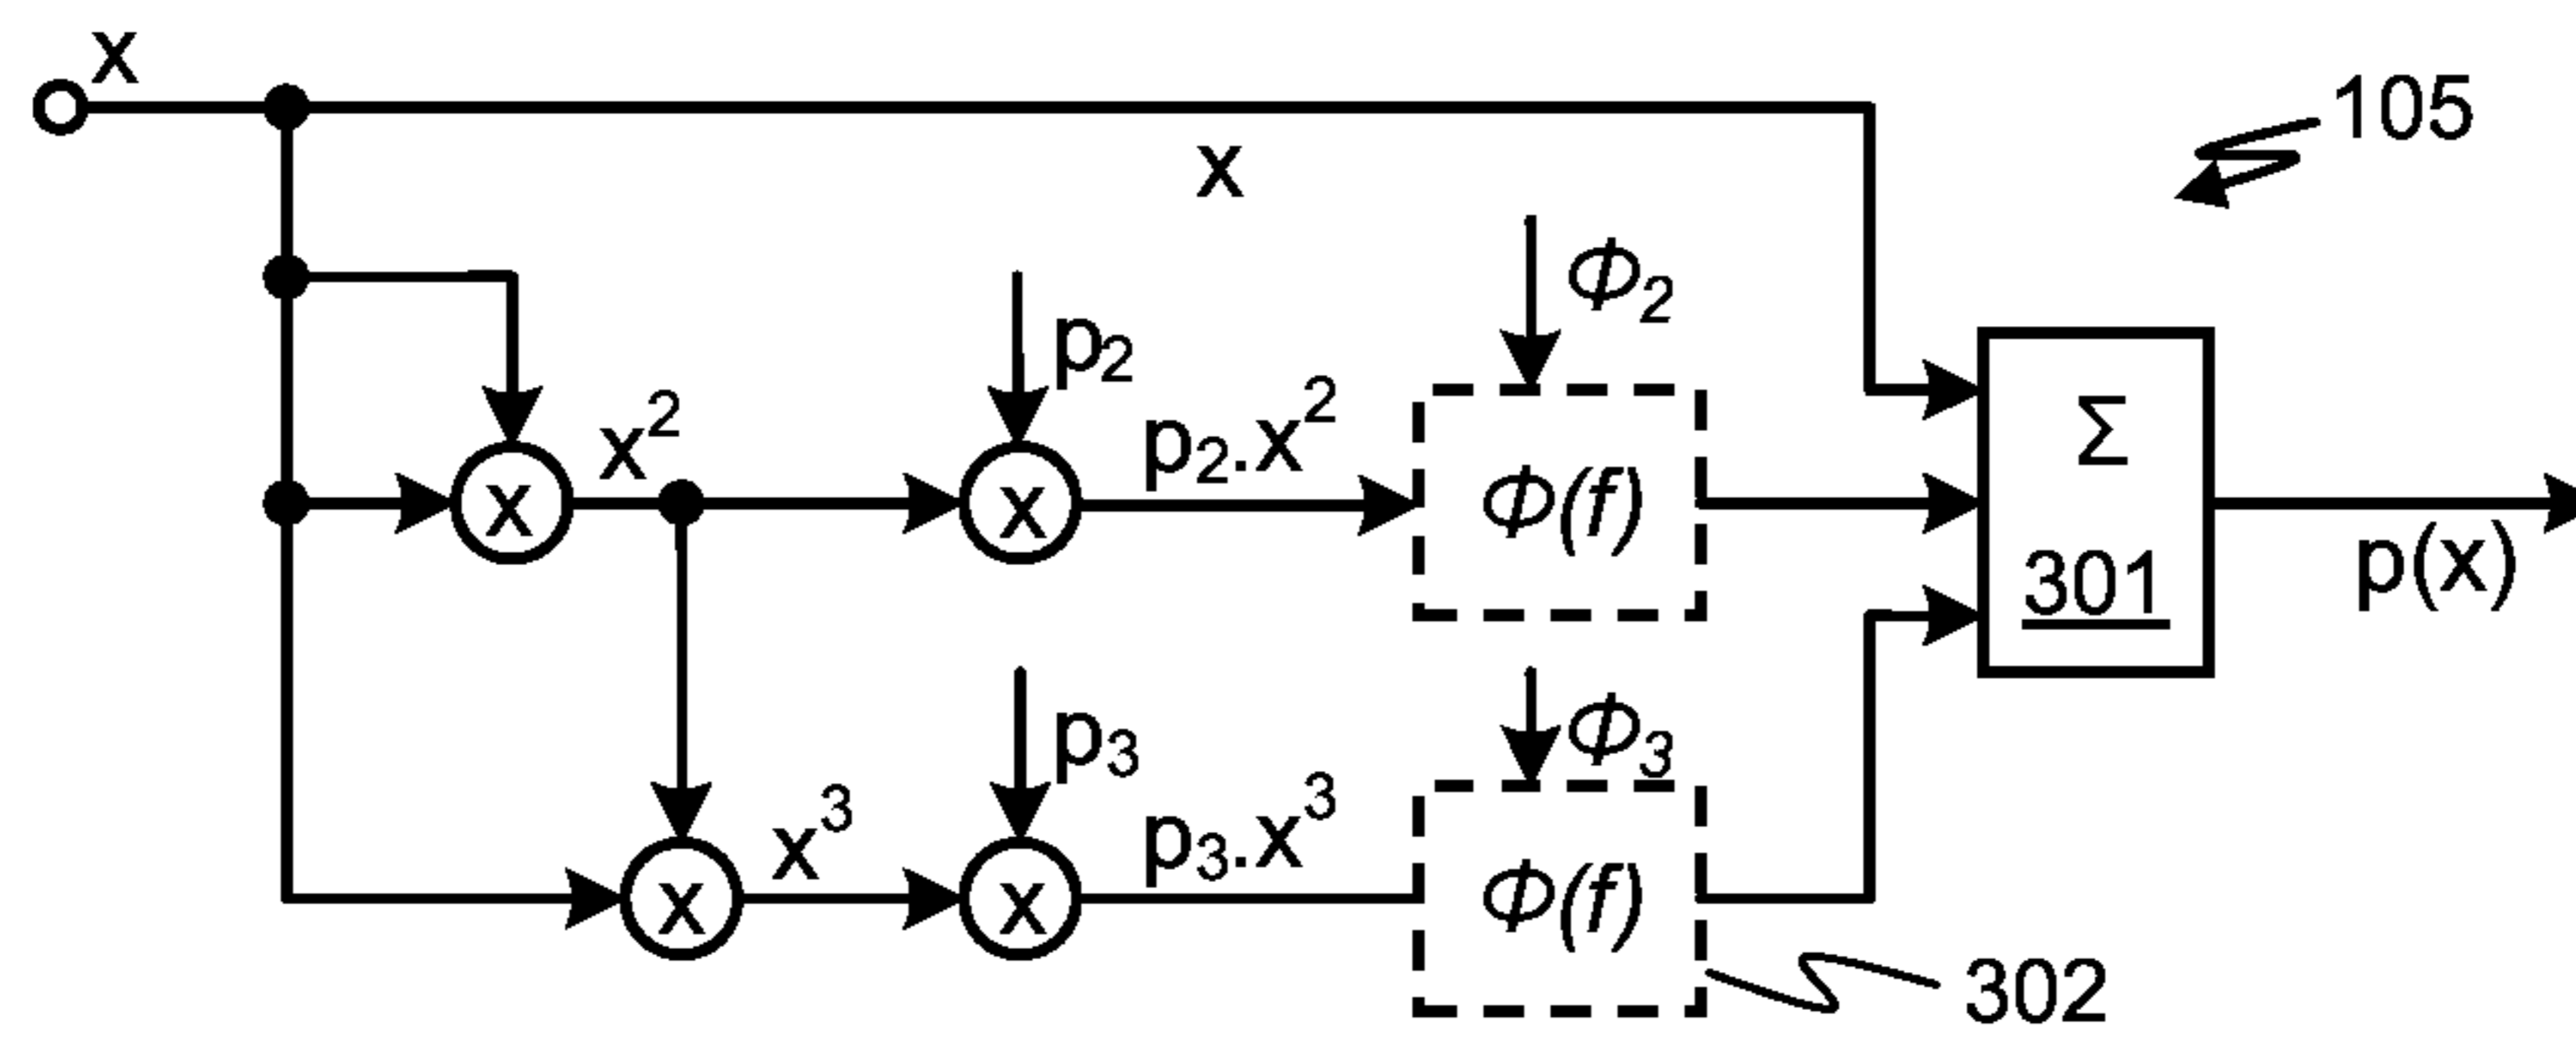 x
105
x
Φ₂
p₂
Σ
x²
p₂.x²
x
x
Φ(f)
301
p(x)
Φ₃
p₃
x³
p₃.x³
x
x
Φ(f)
302